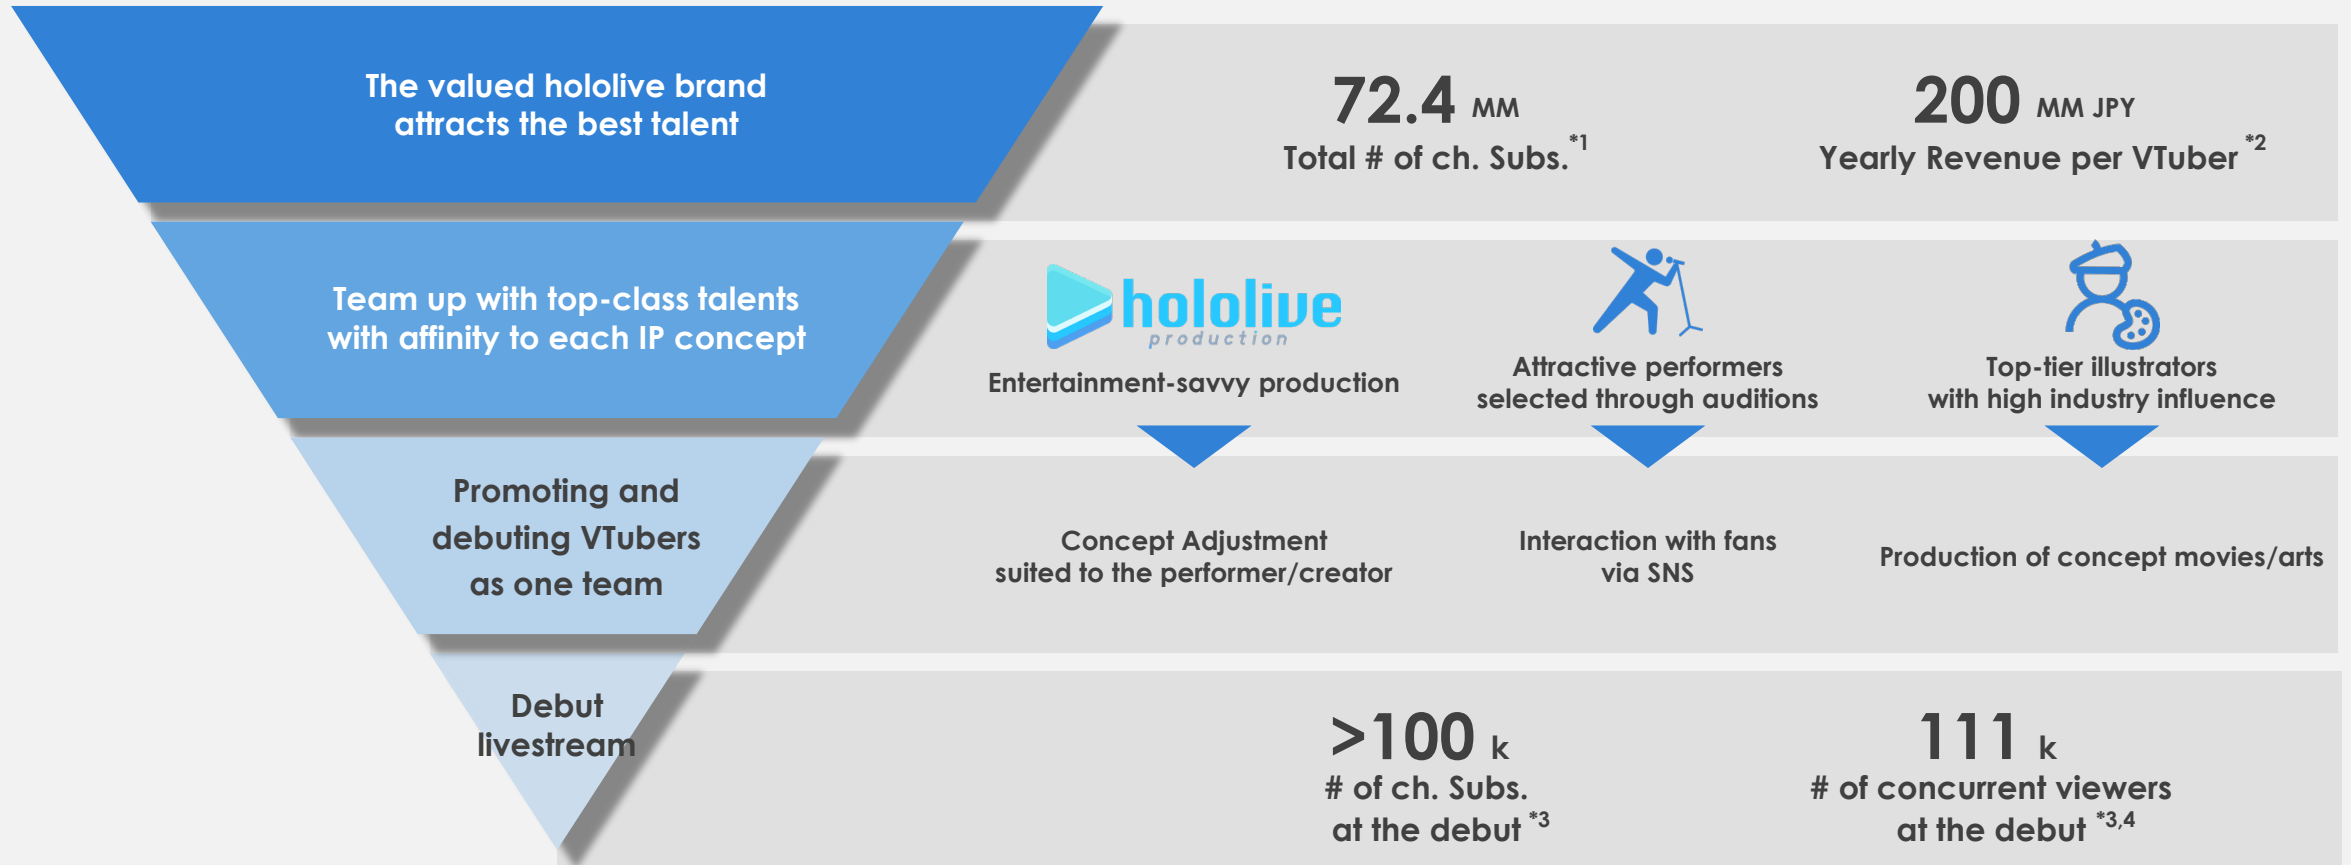 The valued hololive brand
attracts the best talent
72.4 MM
Total # of ch. Subs.*1
200 MM JPY
Yearly Revenue per VTuber *2
Team up with top-class talents
with affinity to each IP concept
hololive
production
Entertainment-savvy production
Attractive performers
selected through auditions
Top-tier illustrators
with high industry influence
Promoting and
debuting VTubers
as one team
Concept Adjustment
suited to the performer/creator
Interaction with fans
via SNS
Production of concept movies/arts
Debut
livestream
>100 k
# of ch. Subs.
at the debut *3
111 k
# of concurrent viewers
at the debut *3,4